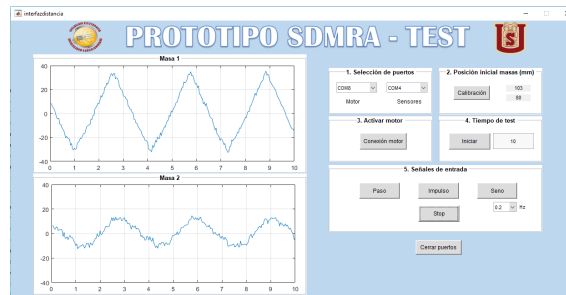 interfazdistancia
PROTOTIPO SDMRA - TEST
Masa 1
40
20
0
-20
-40
0 1 2 3 4 5 6 7 8 9 10
Masa 2
40
20
0
-20
-40
0 1 2 3 4 5 6 7 8 9 10
1. Selección de puertos
COM8 COM4
Motor Sensores
2. Posición inicial masas (mm)
Calibración
103
88
3. Activar motor
Conexión motor
4. Tiempo de test
Iniciar 10
5. Señales de entrada
Paso Impulso Seno
Stop 0.2 Hz
Cerrar puertos